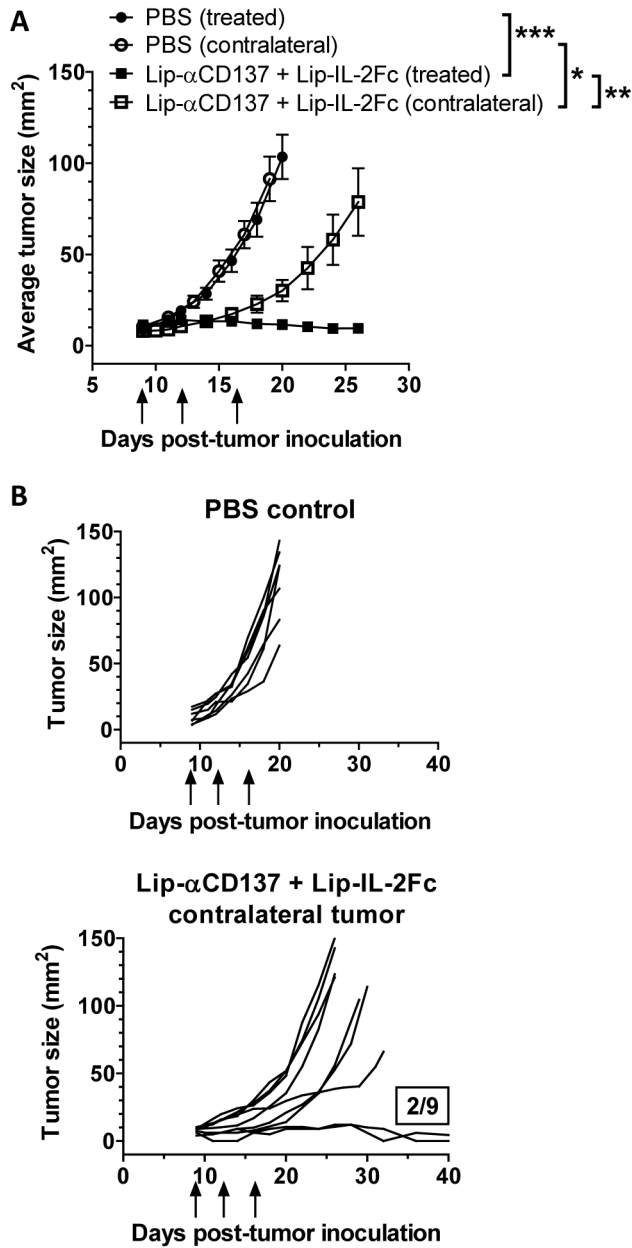 A
PBS (treated)
PBS (contralateral)
Lip-αCD137 + Lip-IL-2Fc (treated)
Lip-αCD137 + Lip-IL-2Fc (contralateral)
***
*
**
Average tumor size (mm²)
150
100
50
0
5 10 15 20 25 30
Days post-tumor inoculation
B
PBS control
Tumor size (mm²)
150
100
50
0
0 10 20 30 40
Days post-tumor inoculation
Lip-αCD137 + Lip-IL-2Fc
contralateral tumor
Tumor size (mm²)
150
100
50
0
2/9
0 10 20 30 40
Days post-tumor inoculation